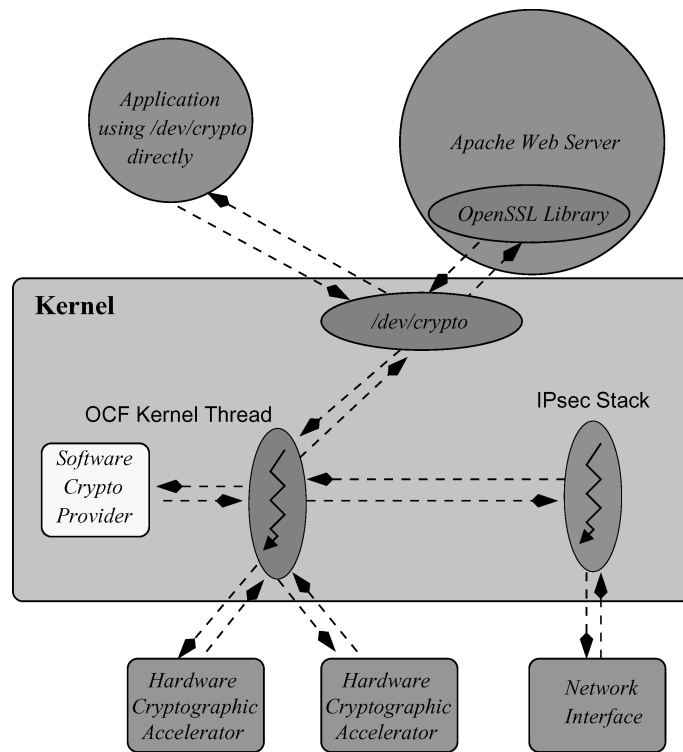 Application
using /dev/crypto
directly
Apache Web Server
OpenSSL Library
Kernel
/dev/crypto
OCF Kernel Thread
IPsec Stack
Software
Crypto
Provider
Hardware
Cryptographic
Accelerator
Hardware
Cryptographic
Accelerator
Network
Interface